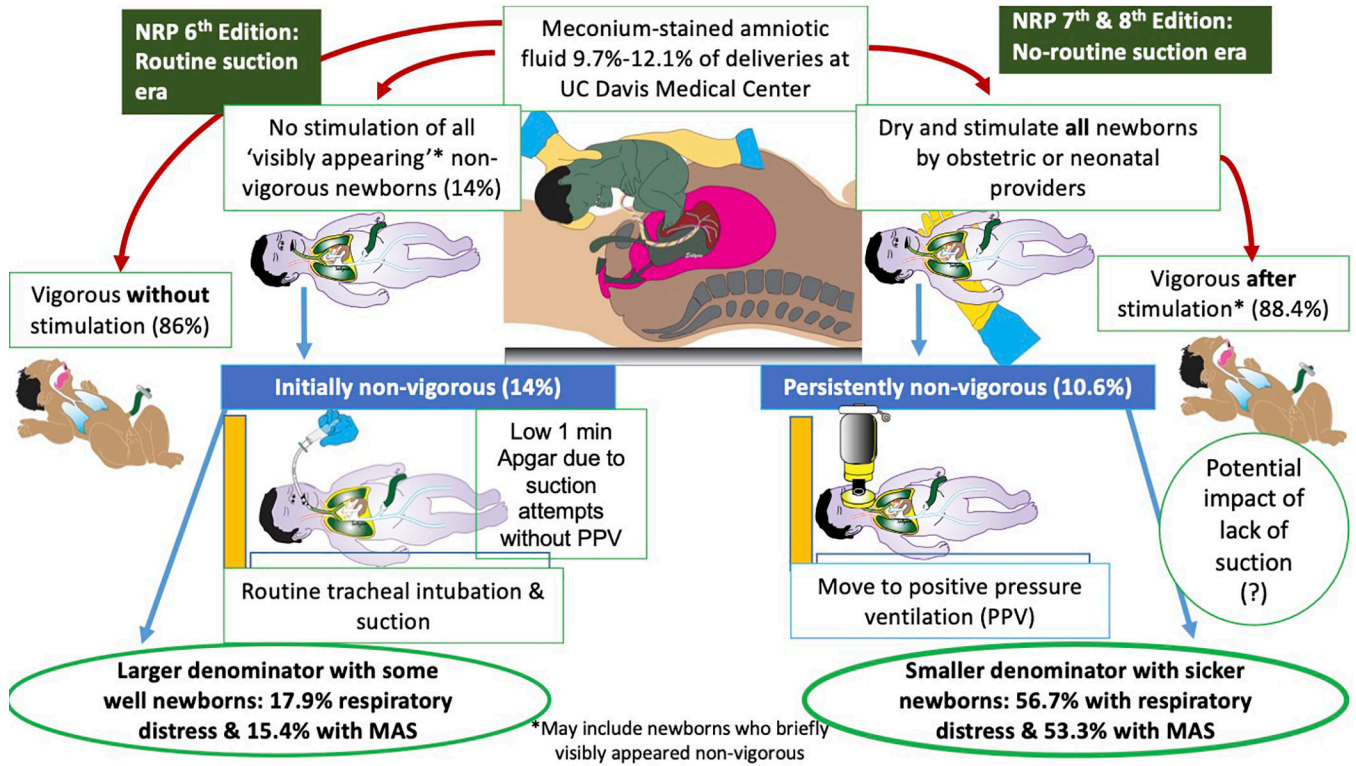 NRP 6th Edition:
Routine suction
era
Meconium-stained amniotic
fluid 9.7%-12.1% of deliveries at
UC Davis Medical Center
NRP 7th & 8th Edition:
No-routine suction era
No stimulation of all
‘visibly appearing’* non-
vigorous newborns (14%)
Dry and stimulate all newborns
by obstetric or neonatal
providers
Vigorous without
stimulation (86%)
Vigorous after
stimulation* (88.4%)
Initially non-vigorous (14%)
Persistently non-vigorous (10.6%)
Low 1 min
Apgar due to
suction
attempts
without PPV
Potential
impact of
lack of
suction
(?)
Routine tracheal intubation &
suction
Move to positive pressure
ventilation (PPV)
Larger denominator with some
well newborns: 17.9% respiratory
distress & 15.4% with MAS
Smaller denominator with sicker
newborns: 56.7% with respiratory
distress & 53.3% with MAS
*May include newborns who briefly
visibly appeared non-vigorous